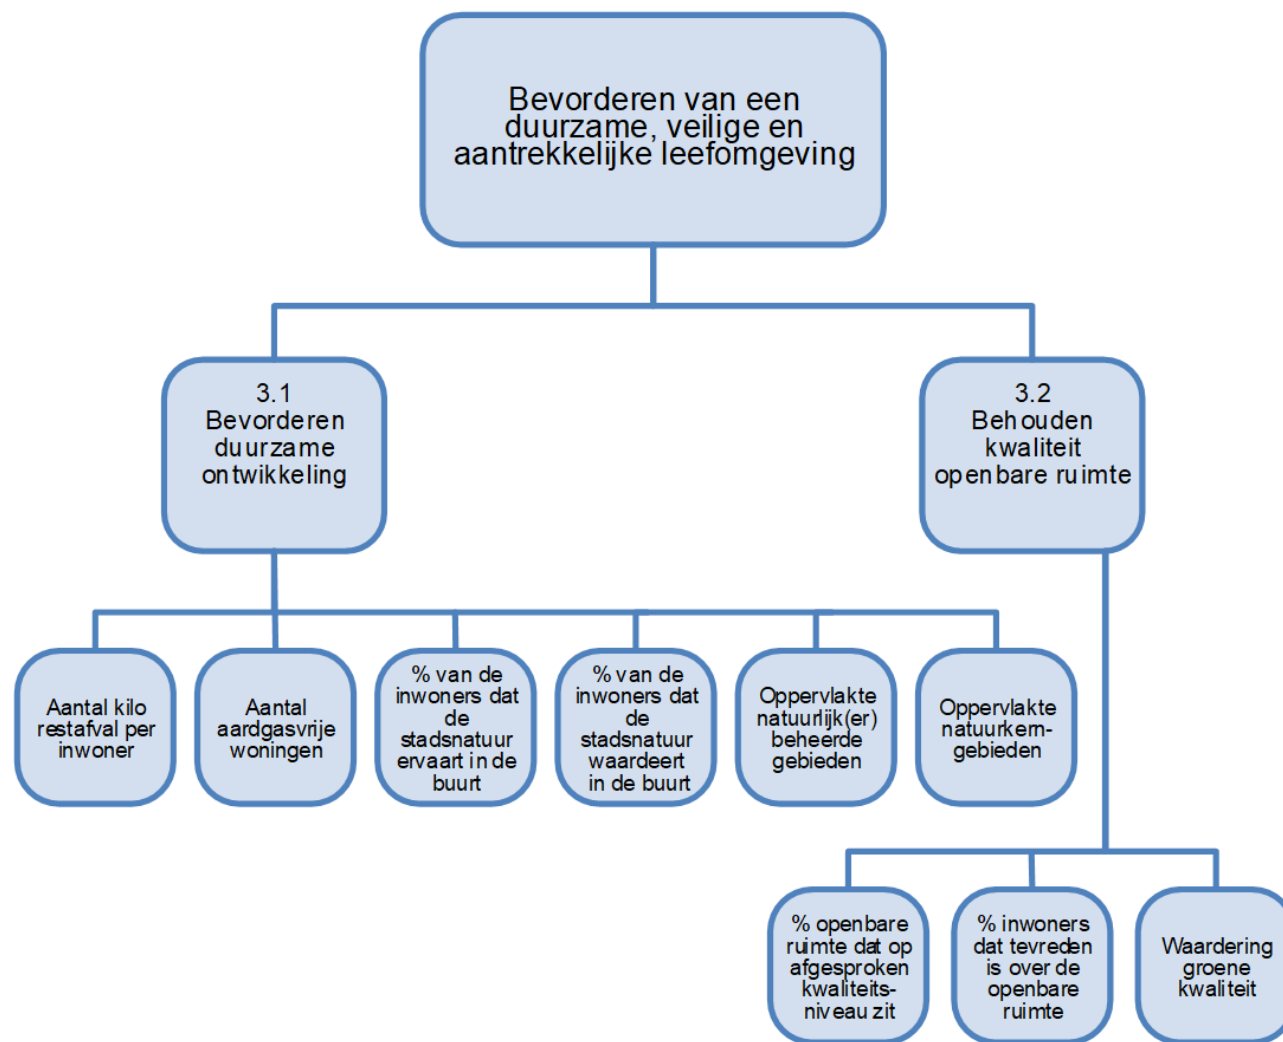 Bevorderen van een
duurzame, veilige en
aantrekkelijke leefomgeving
3.1
Bevorderen
duurzame
ontwikkeling
3.2
Behouden
kwaliteit
openbare ruimte
Aantal kilo
restafval per
inwoner
Aantal
aardgasvrije
woningen
% van de
inwoners dat
de
stadsnatuur
ervaart in de
buurt
% van de
inwoners dat
de
stadsnatuur
waardeert
in de buurt
Oppervlakte
natuurlijk(er)
beheerde
gebieden
Oppervlakte
natuurkern-
gebieden
% openbare
ruimte dat op
afgesproken
kwaliteits-
niveau zit
% inwoners
dat tevreden
is over de
openbare
ruimte
Waardering
groene
kwaliteit